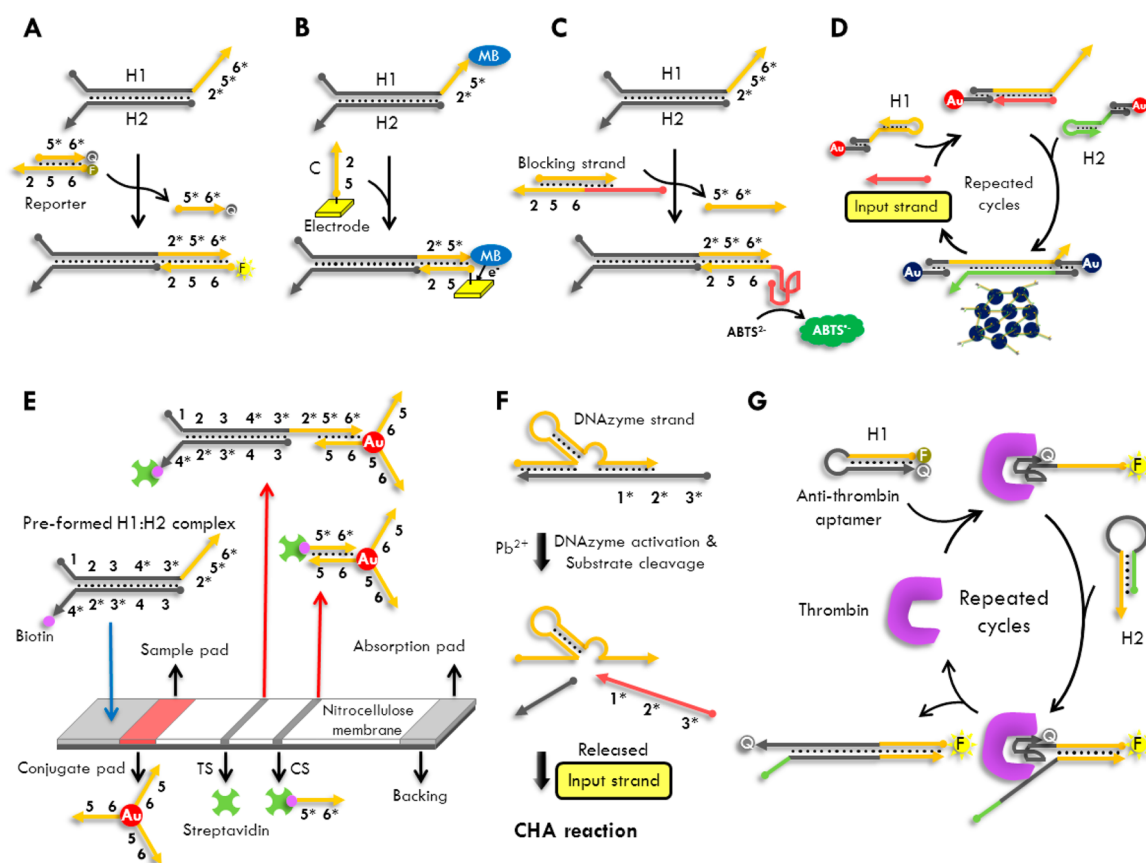 A
H1
H2
6*
5*
2*
5* 6*
Q
F
2 5 6
Reporter
5* 6*
Q
2* 5* 6*
2 5 6
F
B
MB
H1
5*
2*
H2
C
2
5
Electrode
2* 5*
MB
2 5
e-
C
H1
6*
5*
2*
H2
Blocking strand
2 5 6
5* 6*
2* 5* 6*
2 5 6
ABTS2-
ABTS•-
D
Au
H1
Au
Au
H2
Input strand
Repeated
cycles
Au
Au
E
1 2 3 4* 3* 2* 5* 6*
5
6
Au
4* 2* 3* 4 3 5 6
6
5
Pre-formed H1:H2 complex
6*
5*
2*
1 2 3 4* 3*
4* 2* 3* 4 3
Biotin
5* 6*
5
6
Au
5 6
6
5
Sample pad
Absorption pad
Nitrocellulose
membrane
Conjugate pad
TS
CS
Backing
5 6
Au
5
6
6
5
Streptavidin
5* 6*
F
DNAzyme strand
1* 2* 3*
Pb2+
DNAzyme activation &
Substrate cleavage
1*
2*
3*
Released
Input strand
CHA reaction
G
H1
F
Q
Anti-thrombin
aptamer
Q
F
Thrombin
Repeated
cycles
H2
Q
F
Q
F